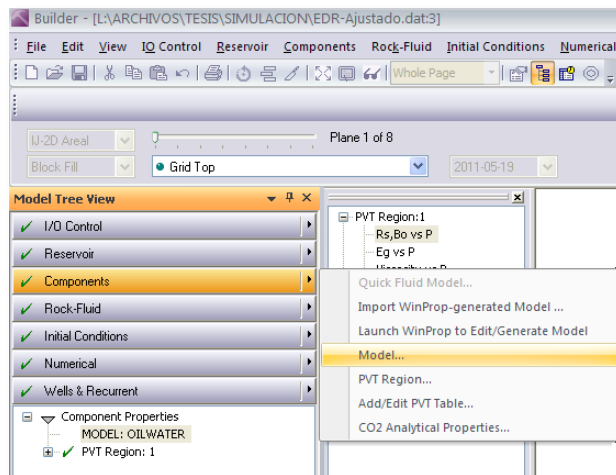 Builder - [L:\ARCHIVOS\TESIS\SIMULACION\EDR-Ajustado.dat:3]
File Edit View IO Control Reservoir Components Rock-Fluid Initial Conditions Numerical
Whole Page
IJ-2D Areal
Plane 1 of 8
Block Fill
Grid Top
2011-05-19
Model Tree View
I/O Control
Reservoir
Components
Rock-Fluid
Initial Conditions
Numerical
Wells & Recurrent
Component Properties
MODEL: OILWATER
PVT Region: 1
PVT Region:1
Rs,Bo vs P
Eg vs P
Viscosity vs P
Quick Fluid Model...
Import WinProp-generated Model ...
Launch WinProp to Edit/Generate Model
Model...
PVT Region...
Add/Edit PVT Table...
CO2 Analytical Properties...